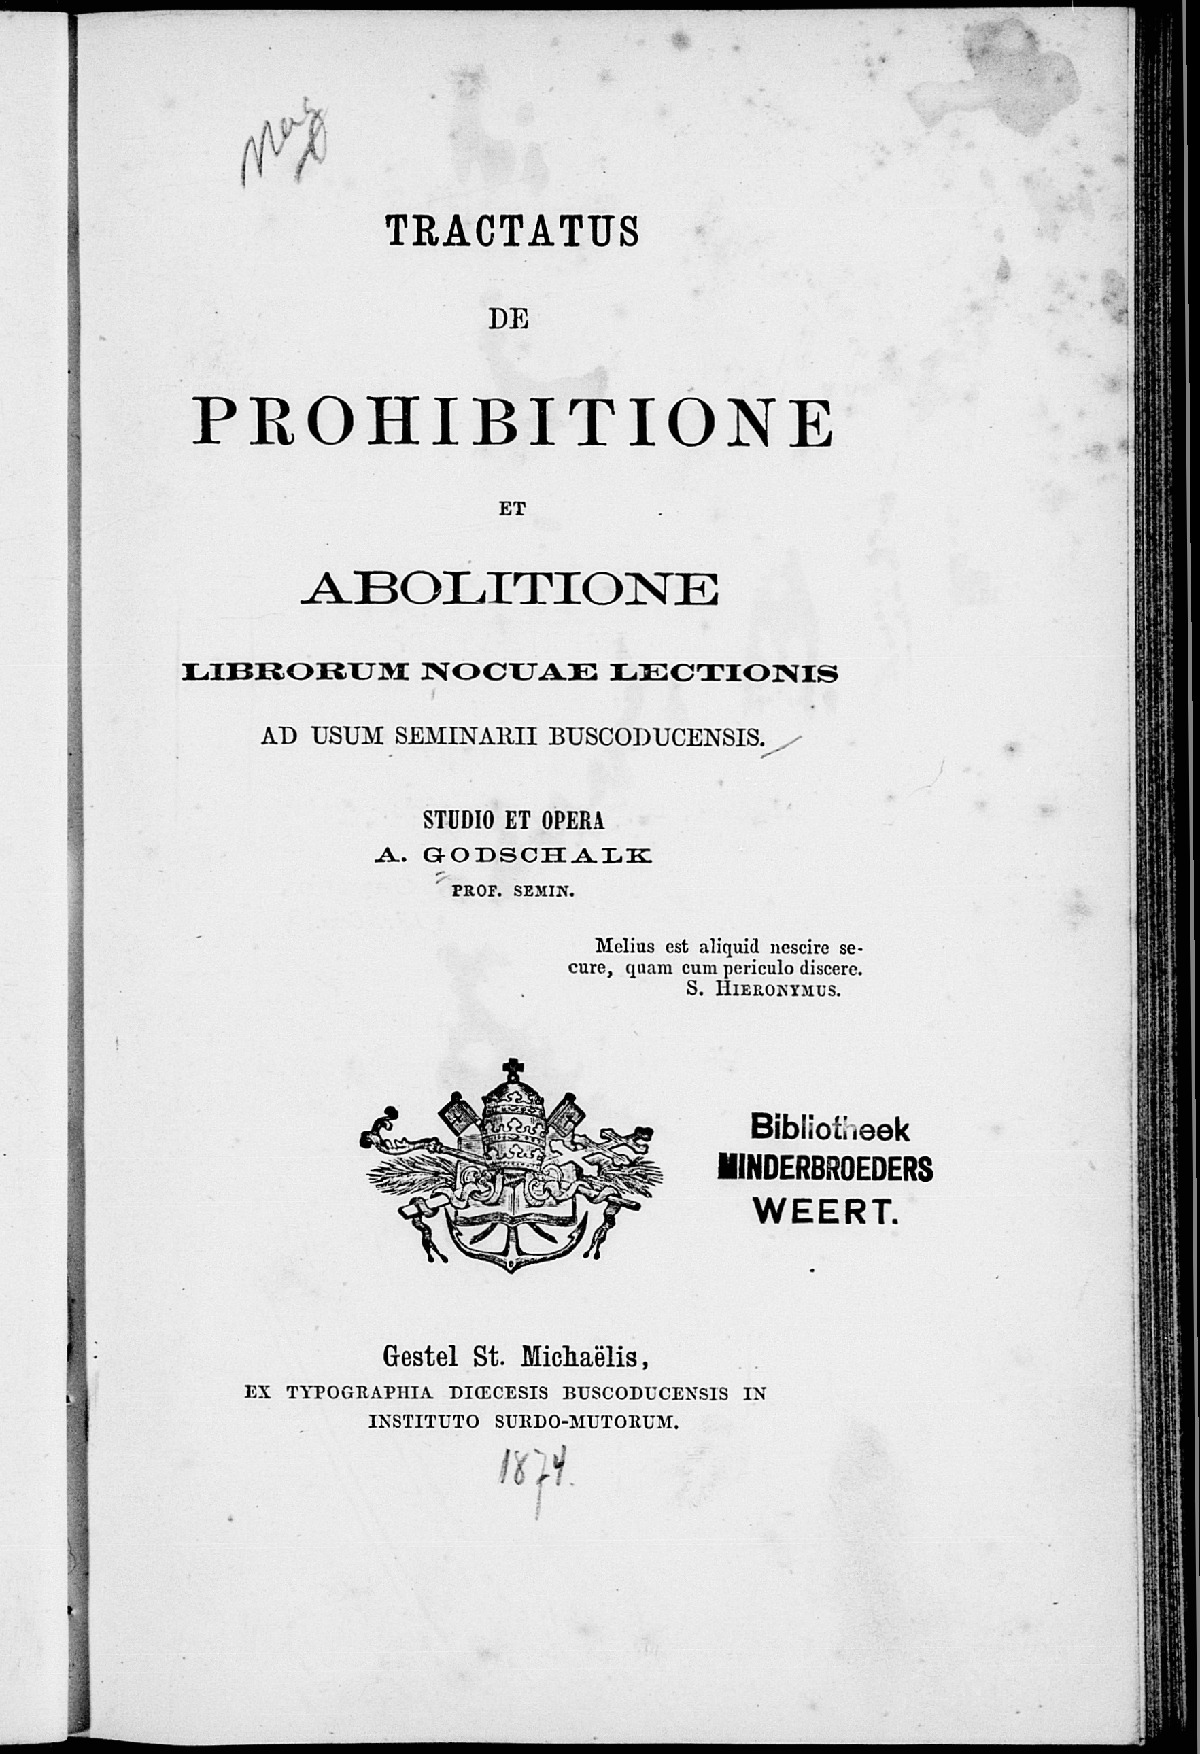 TRACTATUS
DE
PROHIBITIONE
ET
ABOLITIONE
LIBRORUM NOCUAE LECTIONIS
AD USUM SEMINARII BUSCODUCENSIS.
STUDIO ET OPERA
A. GODSCHALK
PROF. SEMIN.
Melius est aliquid nescire se-
cure, quam cum periculo discere.
S. HIERONYMUS.
Bibliotheek
MINDERBROEDERS
WEERT.
Gestel St. Michaëlis,
EX TYPOGRAPHIA DIŒCESIS BUSCODUCENSIS IN
INSTITUTO SURDO-MUTORUM.
1874.